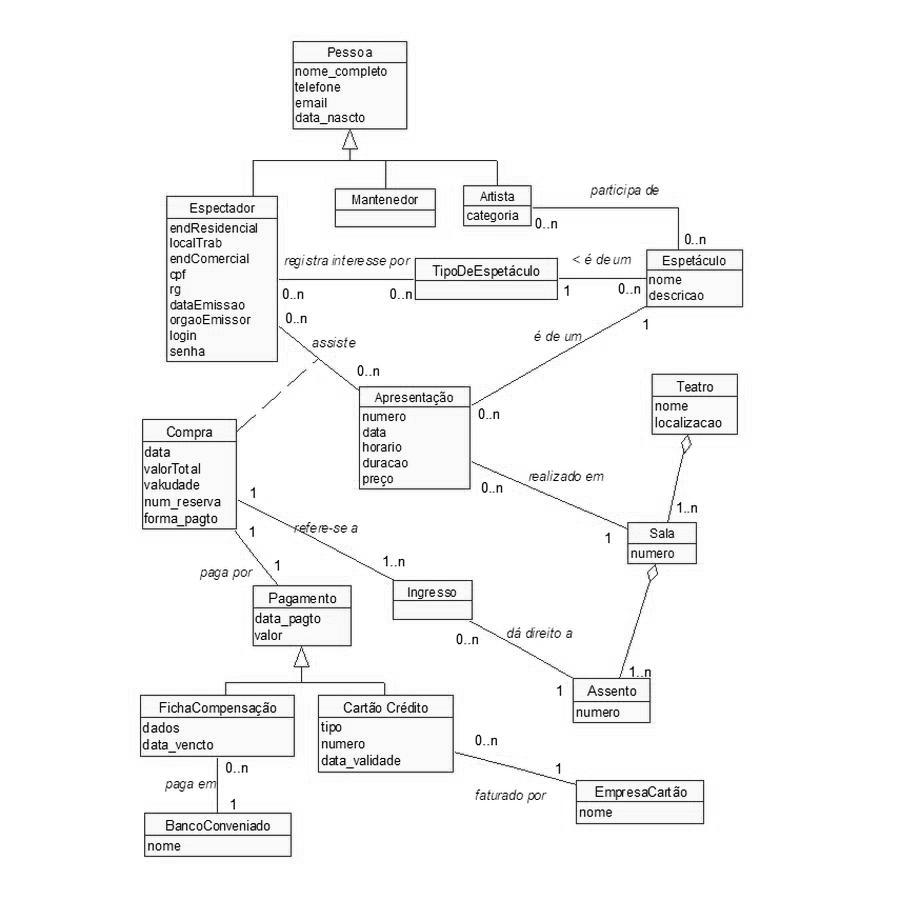 Pessoa
nome_completo
telefone
email
data_nascto
Espectador
endResidencial
localTrab
endComercial
cpf
rg
dataEmissao
orgaoEmissor
login
senha
Mantenedor
Artista
categoria
participa de
0..n
0..n
registra interesse por
0..n
0..n
TipoDeEspetáculo
< é de um
1
0..n
Espetáculo
nome
descricao
0..n
assiste
0..n
é de um
1
0..n
Apresentação
numero
data
horario
duracao
preço
Teatro
nome
localizacao
Compra
data
valorTotal
vakudade
num_reserva
forma_pagto
realizado em
0..n
1
1..n
Sala
numero
1
refere-se a
1..n
1
paga por
1
Pagamento
data_pagto
valor
Ingresso
0..n
dá direito a
1
1..n
Assento
numero
FichaCompensação
dados
data_vencto
Cartão Crédito
tipo
numero
data_validade
0..n
1
faturado por
EmpresaCartão
nome
0..n
paga em
1
BancoConveniado
nome